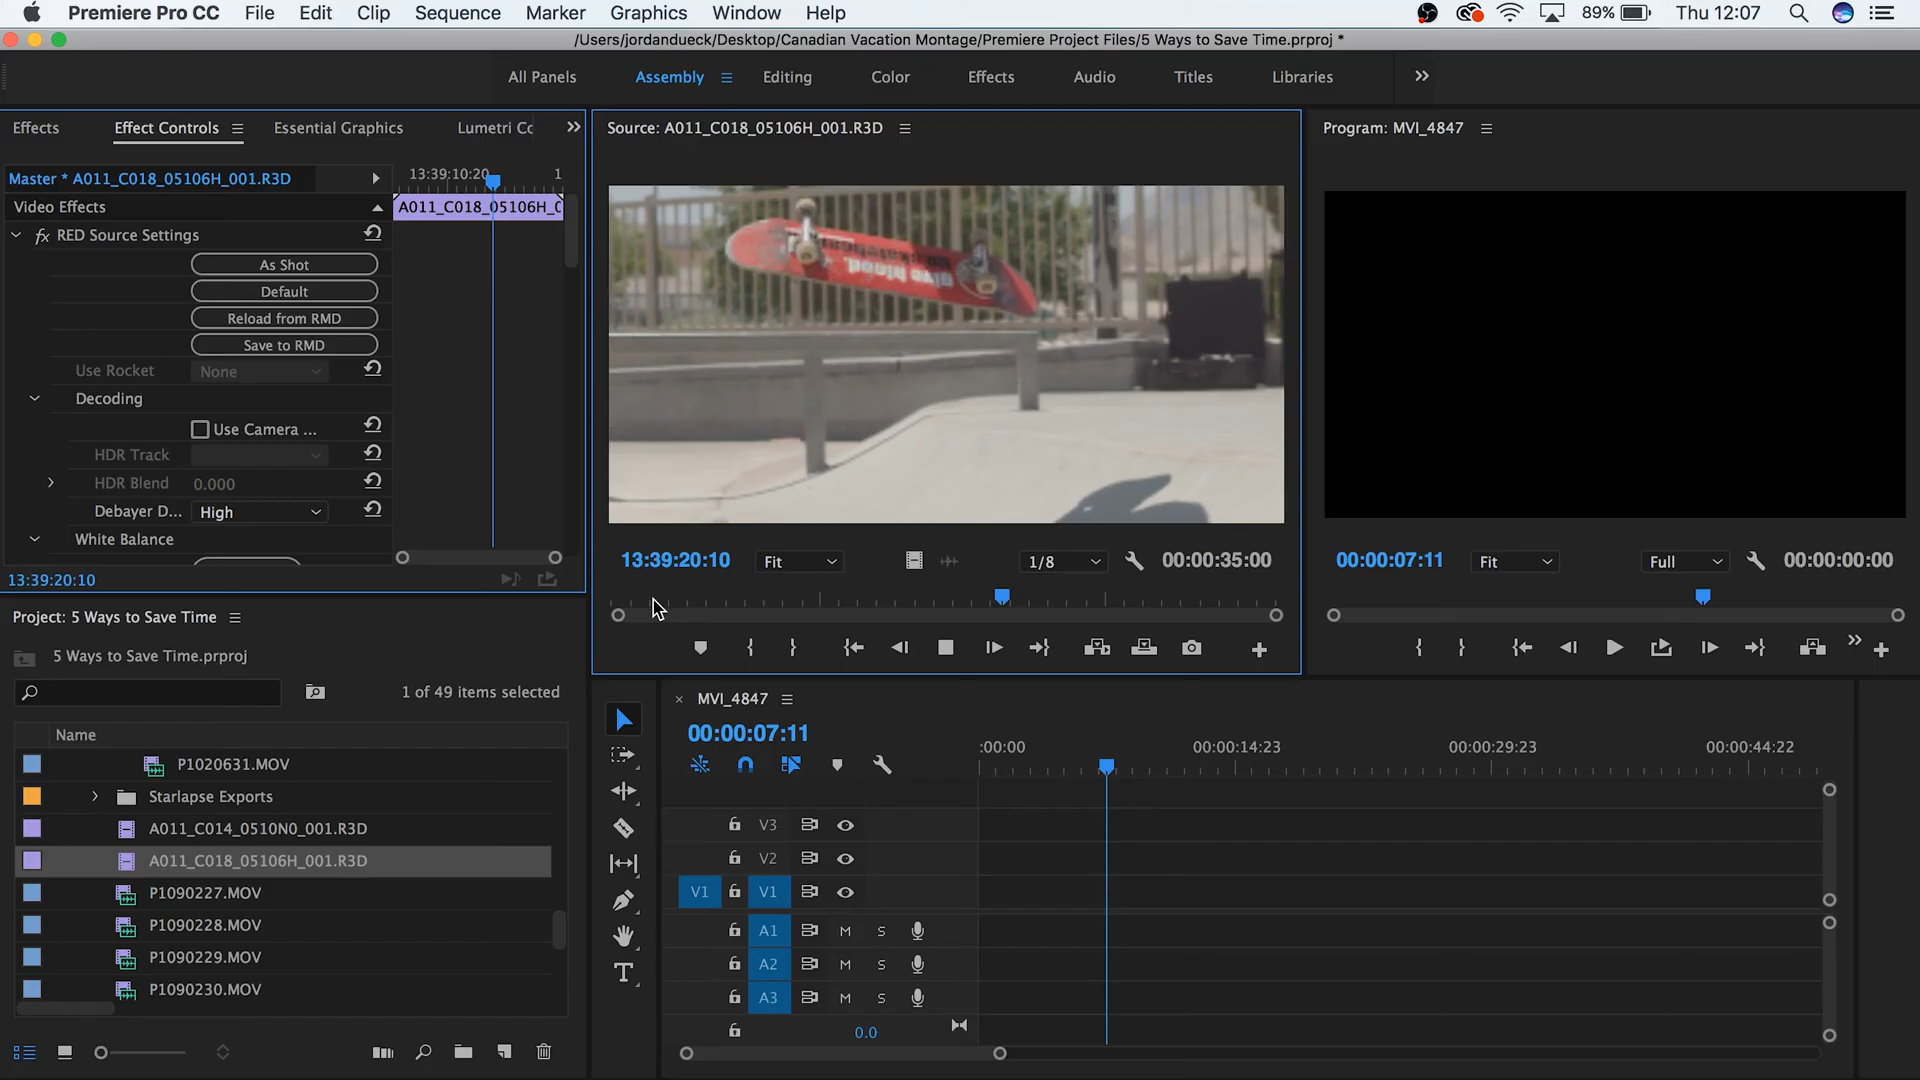 Premiere Pro CC File Edit Clip Sequence Marker Graphics Window Help 89% Thu 12:07
/Users/jordandueck/Desktop/Canadian Vacation Montage/Premiere Project Files/5 Ways to Save Time.prproj *
All Panels Assembly Editing Color Effects Audio Titles Libraries
Effects Effect Controls Essential Graphics Lumetri Co
Master * A011_C018_05106H_001.R3D
13:39:10:20 1
Video Effects
A011_C018_05106H_0
fx RED Source Settings
As Shot
Default
Reload from RMD
Save to RMD
Use Rocket None
Decoding
Use Camera ...
HDR Track
HDR Blend 0.000
Debayer D... High
White Balance
13:39:20:10
Source: A011_C018_05106H_001.R3D
13:39:20:10 Fit 1/8 00:00:35:00
Program: MVI_4847
00:00:07:11 Fit Full 00:00:00:00
Project: 5 Ways to Save Time
5 Ways to Save Time.prproj
1 of 49 items selected
Name
P1020631.MOV
Starlapse Exports
A011_C014_0510N0_001.R3D
A011_C018_05106H_001.R3D
P1090227.MOV
P1090228.MOV
P1090229.MOV
P1090230.MOV
× MVI_4847
00:00:07:11
:00:00 00:00:14:23 00:00:29:23 00:00:44:22
V3
V2
V1 V1
A1 M S
A2 M S
A3 M S
0.0
T